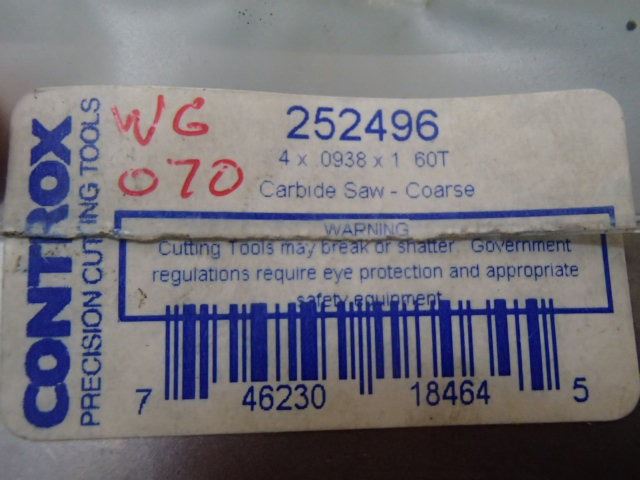 CONTROX
PRECISION CUTTING TOOLS
WG
070
252496
4 x .0938 x 1 60T
Carbide Saw - Coarse
WARNING
Cutting Tools may break or shatter. Government
regulations require eye protection and appropriate
safety equipment
7 46230 18464 5